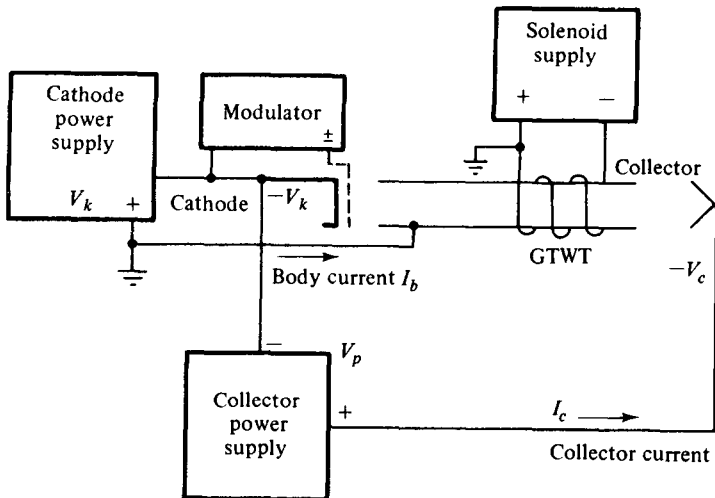 Solenoid
supply
+ −
Cathode
power
supply
V_k +
Modulator
±
Collector
Cathode
−V_k
GTWT
Body current I_b
−V_c
−
V_p
Collector
power
supply
+
I_c
Collector current